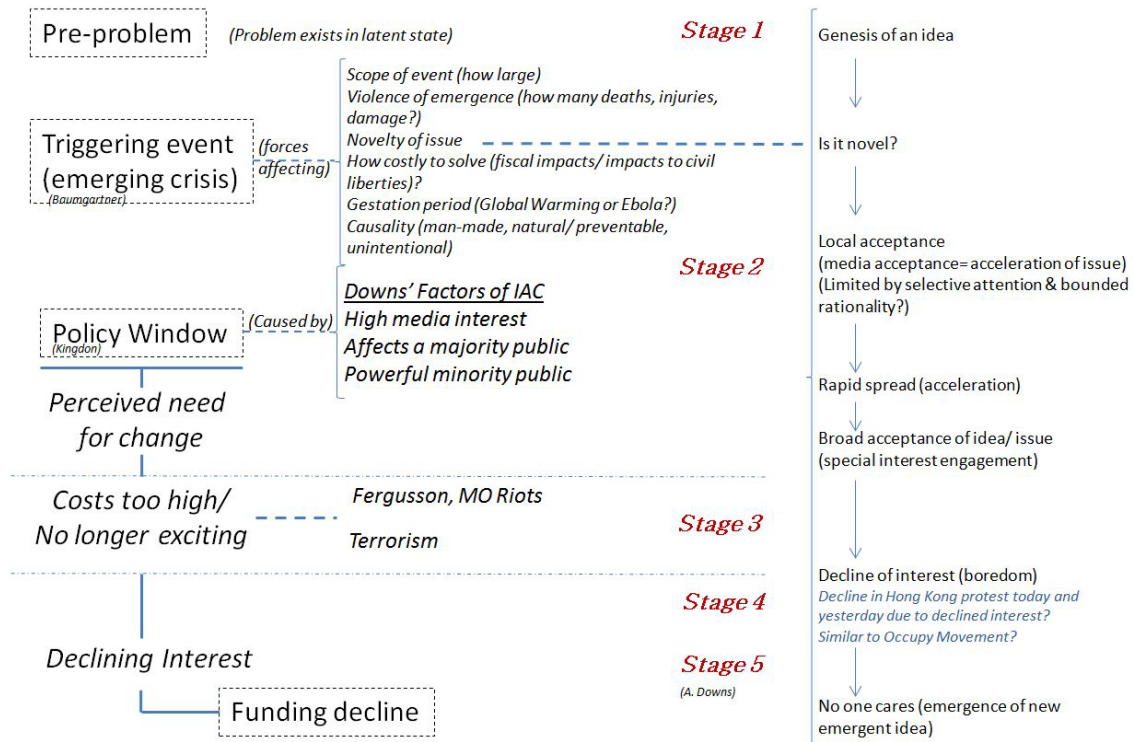 Pre-problem
(Problem exists in latent state)
Stage 1
Genesis of an idea
Triggering event
(emerging crisis)
(Baumgartner)
(forces
affecting)
Scope of event (how large)
Violence of emergence (how many deaths, injuries,
damage?)
Novelty of issue
How costly to solve (fiscal impacts/ impacts to civil
liberties)?
Gestation period (Global Warming or Ebola?)
Causality (man-made, natural/ preventable,
unintentional)
Is it novel?
Stage 2
Local acceptance
(media acceptance= acceleration of issue)
(Limited by selective attention & bounded
rationality?)
Policy Window
(Kingdon)
(Caused by)
Downs’ Factors of IAC
High media interest
Affects a majority public
Powerful minority public
Rapid spread (acceleration)
Perceived need
for change
Broad acceptance of idea/ issue
(special interest engagement)
Costs too high/
No longer exciting
Fergusson, MO Riots
Terrorism
Stage 3
Decline of interest (boredom)
Decline in Hong Kong protest today and
yesterday due to declined interest?
Similar to Occupy Movement?
Stage 4
Declining Interest
Stage 5
(A. Downs)
Funding decline
No one cares (emergence of new
emergent idea)